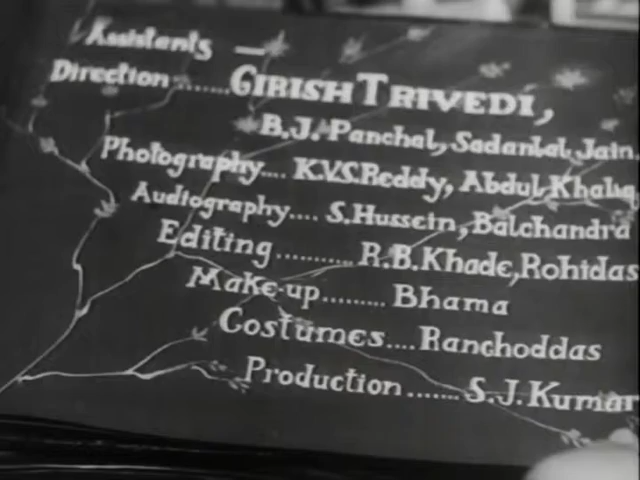 Assistants —
Direction......GIRISH TRIVEDI,
B.J. Panchal, Sadanlal Jain.
Photography.... K.V.S.Reddy, Abdul Khaliq
Audiography.... S.Hussein, Balchandra
Editing.......... R.B.Khade, Rohidas
Make-up......... Bhama
Costumes.... Ranchoddas
Production....... S.J.Kumar